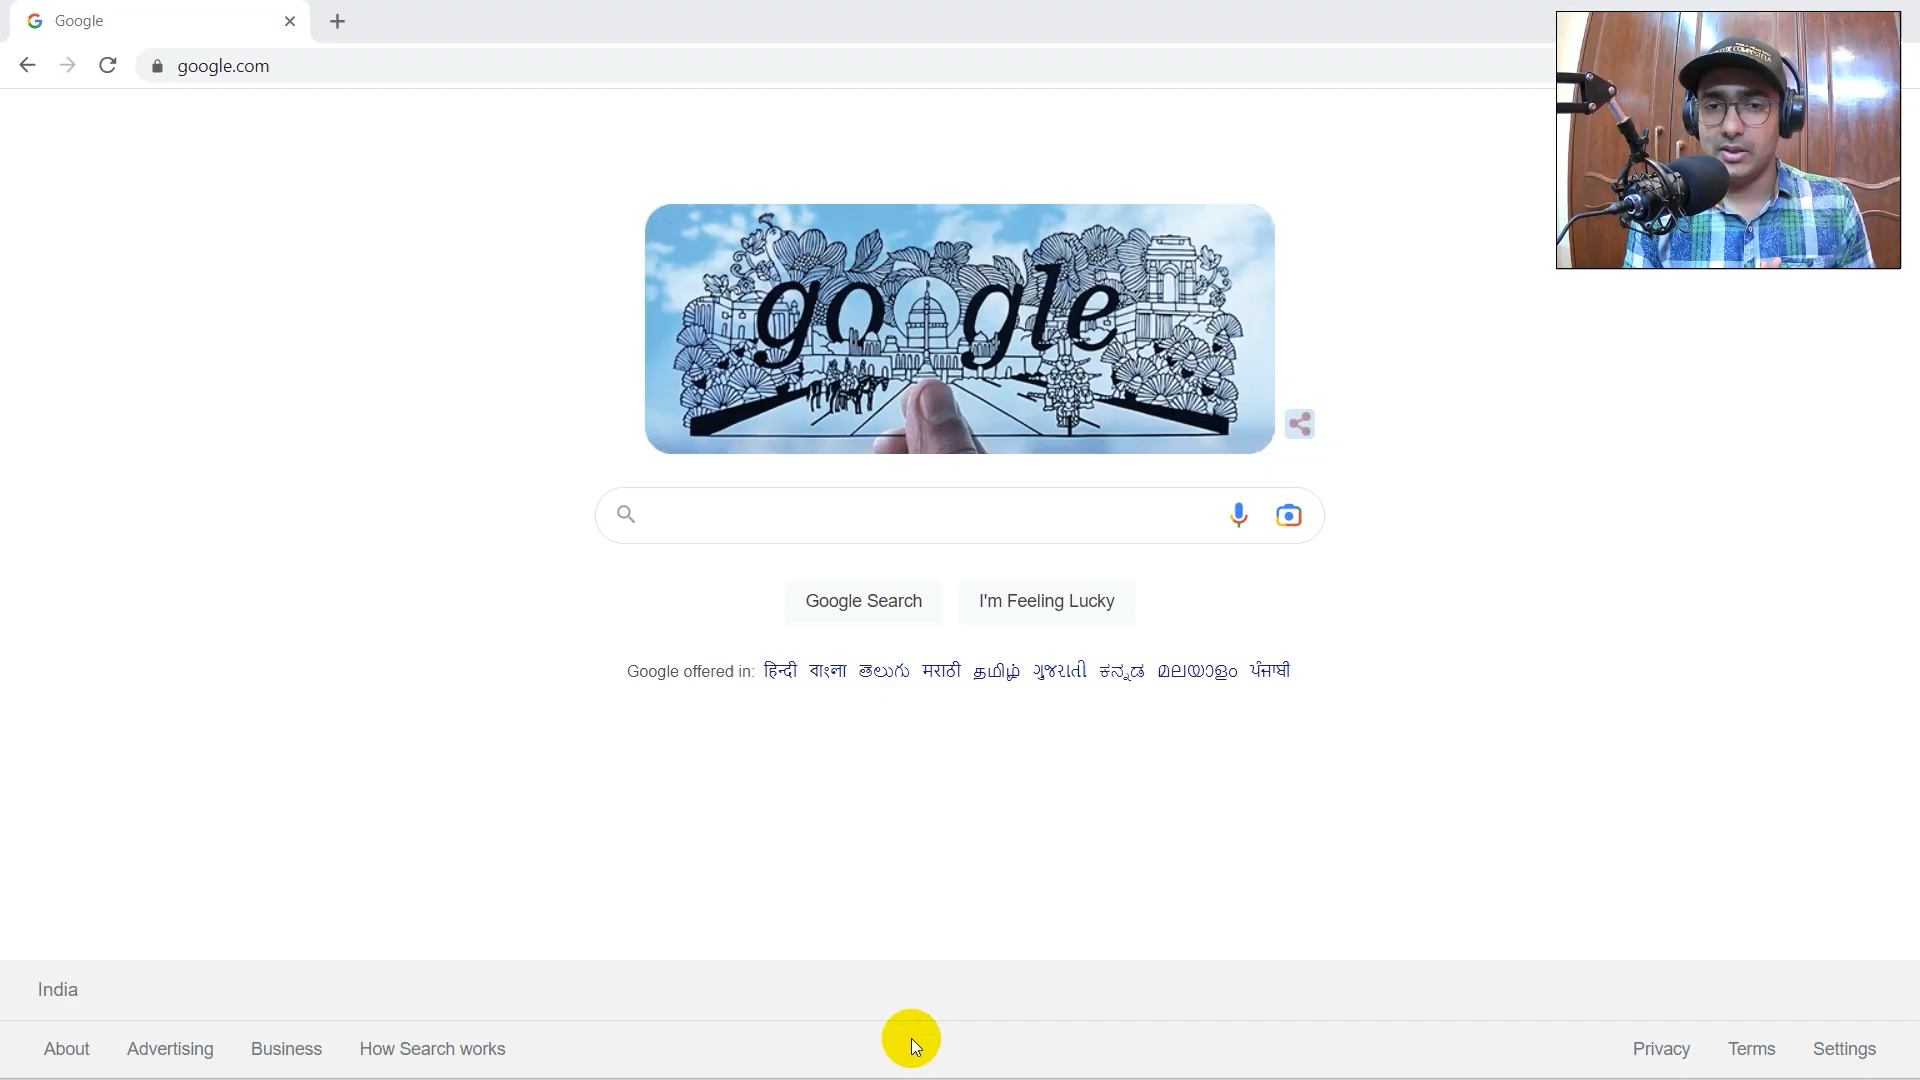 Google
google.com
google
Google Search I'm Feeling Lucky
Google offered in: हिन्दी বাংলা తెలుగు मराठी தமிழ் ગુજરાતી ಕನ್ನಡ മലയാളം ਪੰਜਾਬੀ
India
About Advertising Business How Search works Privacy Terms Settings